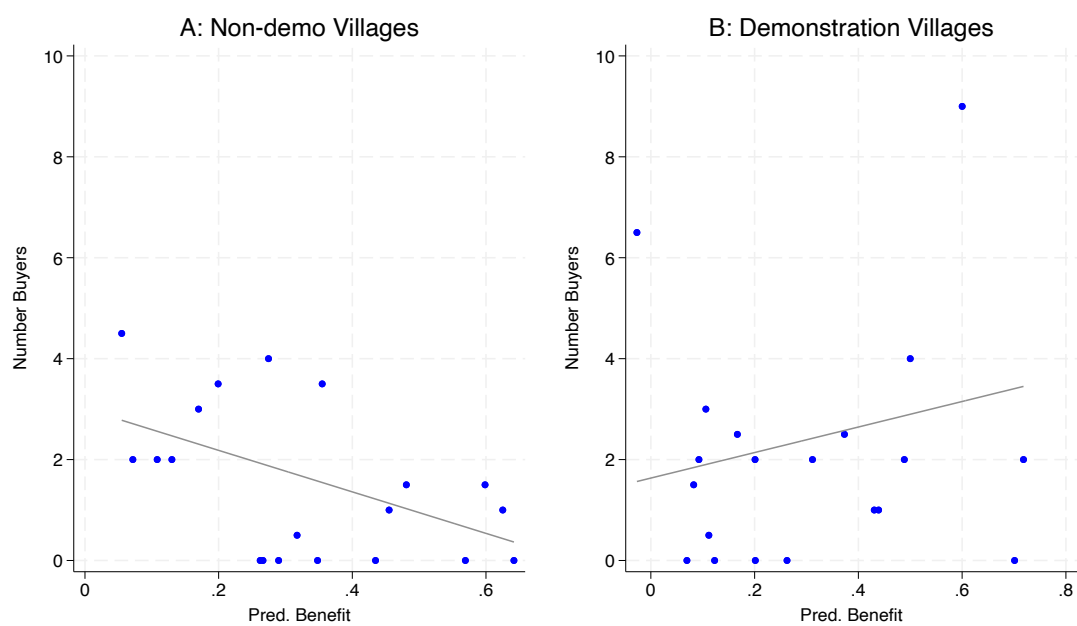 A: Non-demo Villages
10
8
6
4
2
0
Number Buyers
0 .2 .4 .6
Pred. Benefit
B: Demonstration Villages
10
8
6
4
2
0
Number Buyers
0 .2 .4 .6 .8
Pred. Benefit